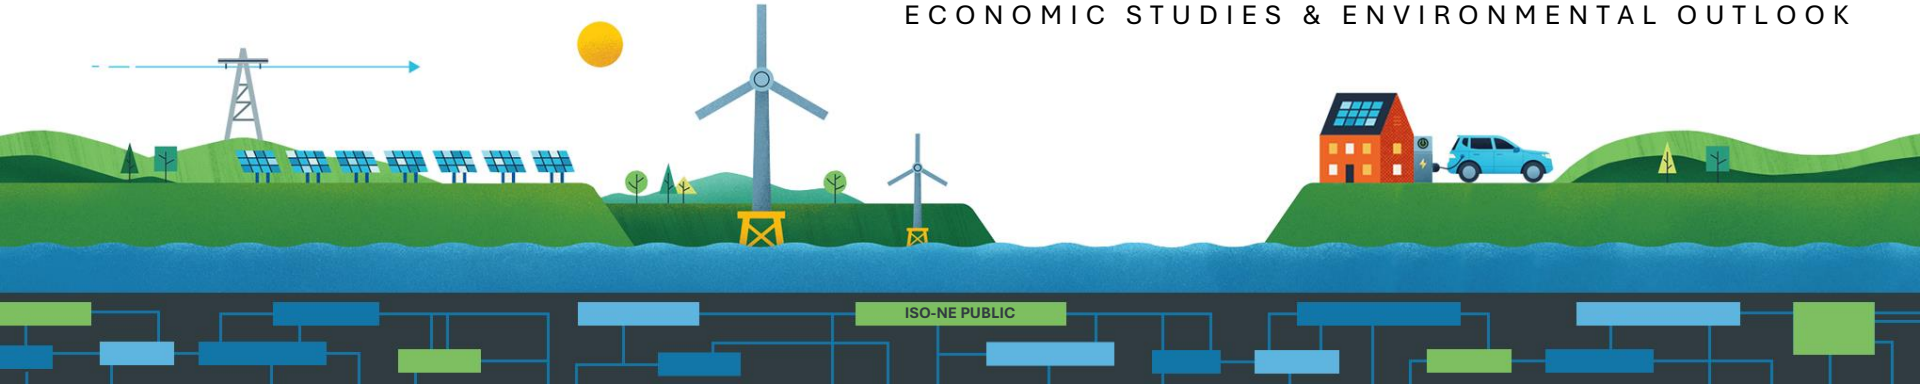 ECONOMIC STUDIES & ENVIRONMENTAL OUTLOOK
ISO-NE PUBLIC